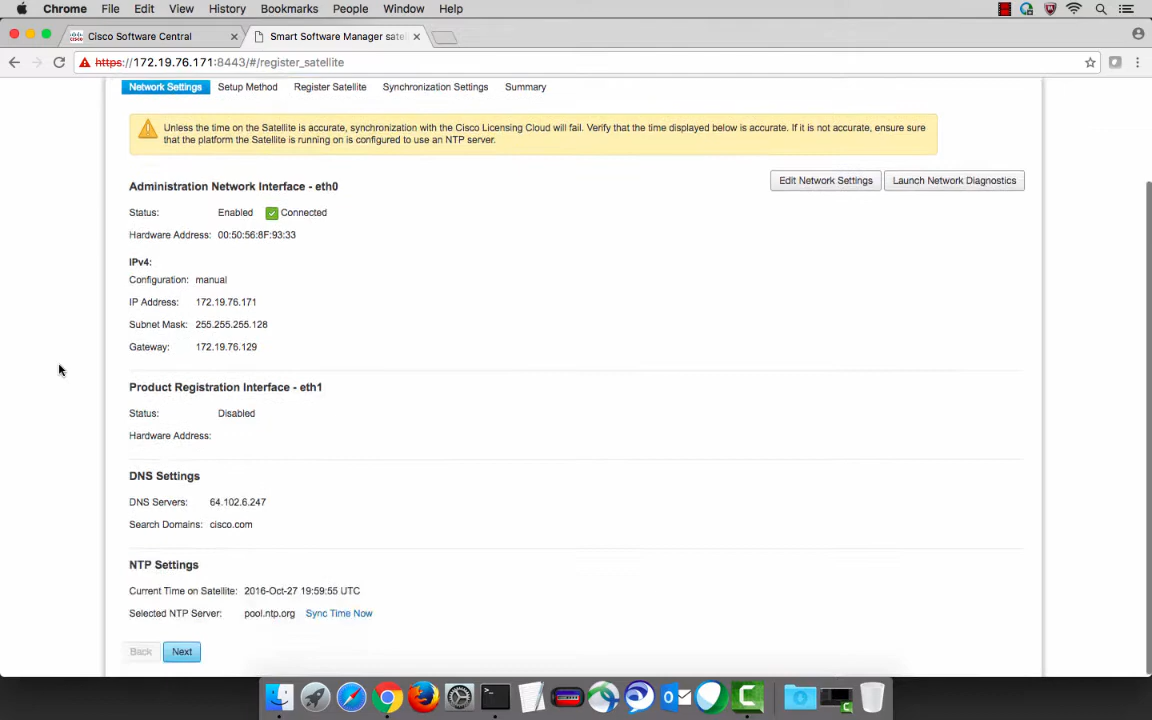 Chrome File Edit View History Bookmarks People Window Help
Cisco Software Central
Smart Software Manager satel
https://172.19.76.171:8443/#/register_satellite
Network Settings Setup Method Register Satellite Synchronization Settings Summary
Unless the time on the Satellite is accurate, synchronization with the Cisco Licensing Cloud will fail. Verify that the time displayed below is accurate. If it is not accurate, ensure sure
that the platform the Satellite is running on is configured to use an NTP server.
Edit Network Settings Launch Network Diagnostics
Administration Network Interface - eth0
Status: Enabled Connected
Hardware Address: 00:50:56:8F:93:33
IPv4:
Configuration: manual
IP Address: 172.19.76.171
Subnet Mask: 255.255.255.128
Gateway: 172.19.76.129
Product Registration Interface - eth1
Status: Disabled
Hardware Address:
DNS Settings
DNS Servers: 64.102.6.247
Search Domains: cisco.com
NTP Settings
Current Time on Satellite: 2016-Oct-27 19:59:55 UTC
Selected NTP Server: pool.ntp.org Sync Time Now
Back Next